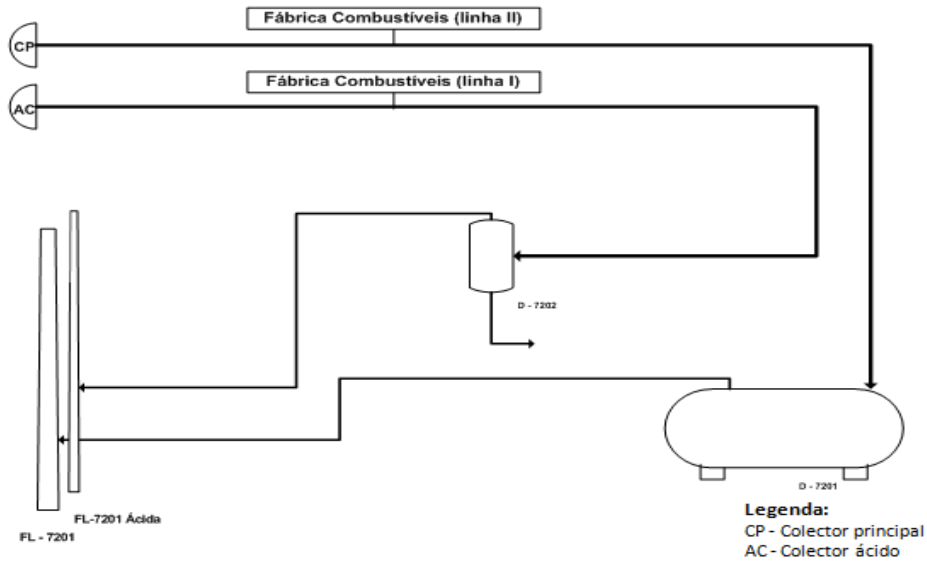 Fábrica Combustíveis (linha II)
CP
Fábrica Combustíveis (linha I)
AC
D - 7202
D - 7201
FL-7201 Ácida
FL - 7201
Legenda:
CP - Colector principal
AC - Colector ácido